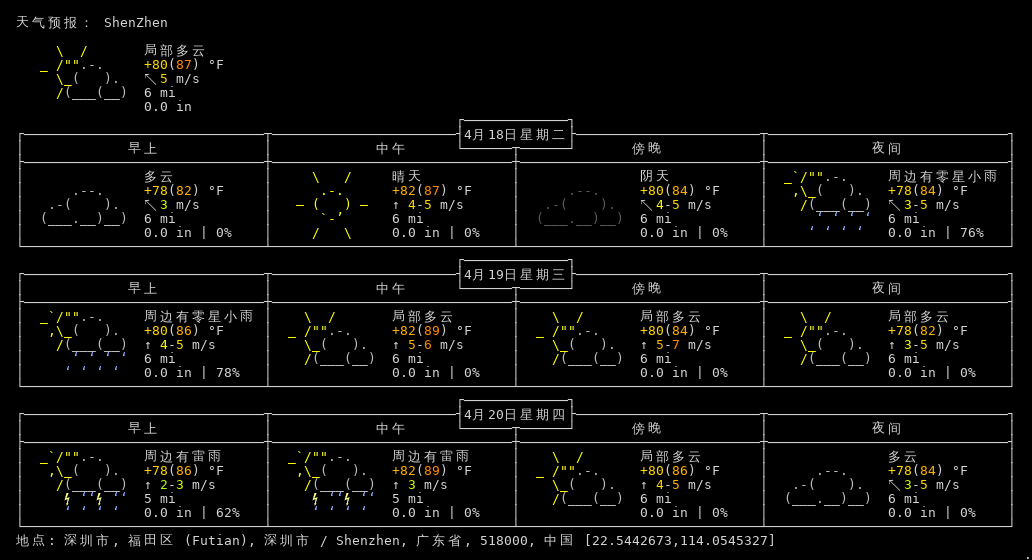 天气预报： ShenZhen
局部多云
+80(87) °F
↖5 m/s
6 mi
0.0 in
4月18日星期二
早上 中午 傍晚 夜间
多云 晴天 阴天 周边有零星小雨
+78(82) °F +82(87) °F +80(84) °F +78(84) °F
↖3 m/s ↑ 4-5 m/s ↖4-5 m/s ↖3-5 m/s
6 mi 6 mi 6 mi 6 mi
0.0 in | 0% 0.0 in | 0% 0.0 in | 0% 0.0 in | 76%
4月19日星期三
早上 中午 傍晚 夜间
周边有零星小雨 局部多云 局部多云 局部多云
+80(86) °F +82(89) °F +80(84) °F +78(82) °F
↑ 4-5 m/s ↑ 5-6 m/s ↑ 5-7 m/s ↑ 3-5 m/s
6 mi 6 mi 6 mi 6 mi
0.0 in | 78% 0.0 in | 0% 0.0 in | 0% 0.0 in | 0%
4月20日星期四
早上 中午 傍晚 夜间
周边有雷雨 周边有雷雨 局部多云 多云
+78(86) °F +82(89) °F +80(86) °F +78(84) °F
↑ 2-3 m/s ↑ 3 m/s ↑ 4-5 m/s ↖3-5 m/s
5 mi 5 mi 6 mi 6 mi
0.0 in | 62% 0.0 in | 0% 0.0 in | 0% 0.0 in | 0%
地点: 深圳市, 福田区 (Futian), 深圳市 / Shenzhen, 广东省, 518000, 中国 [22.5442673,114.0545327]